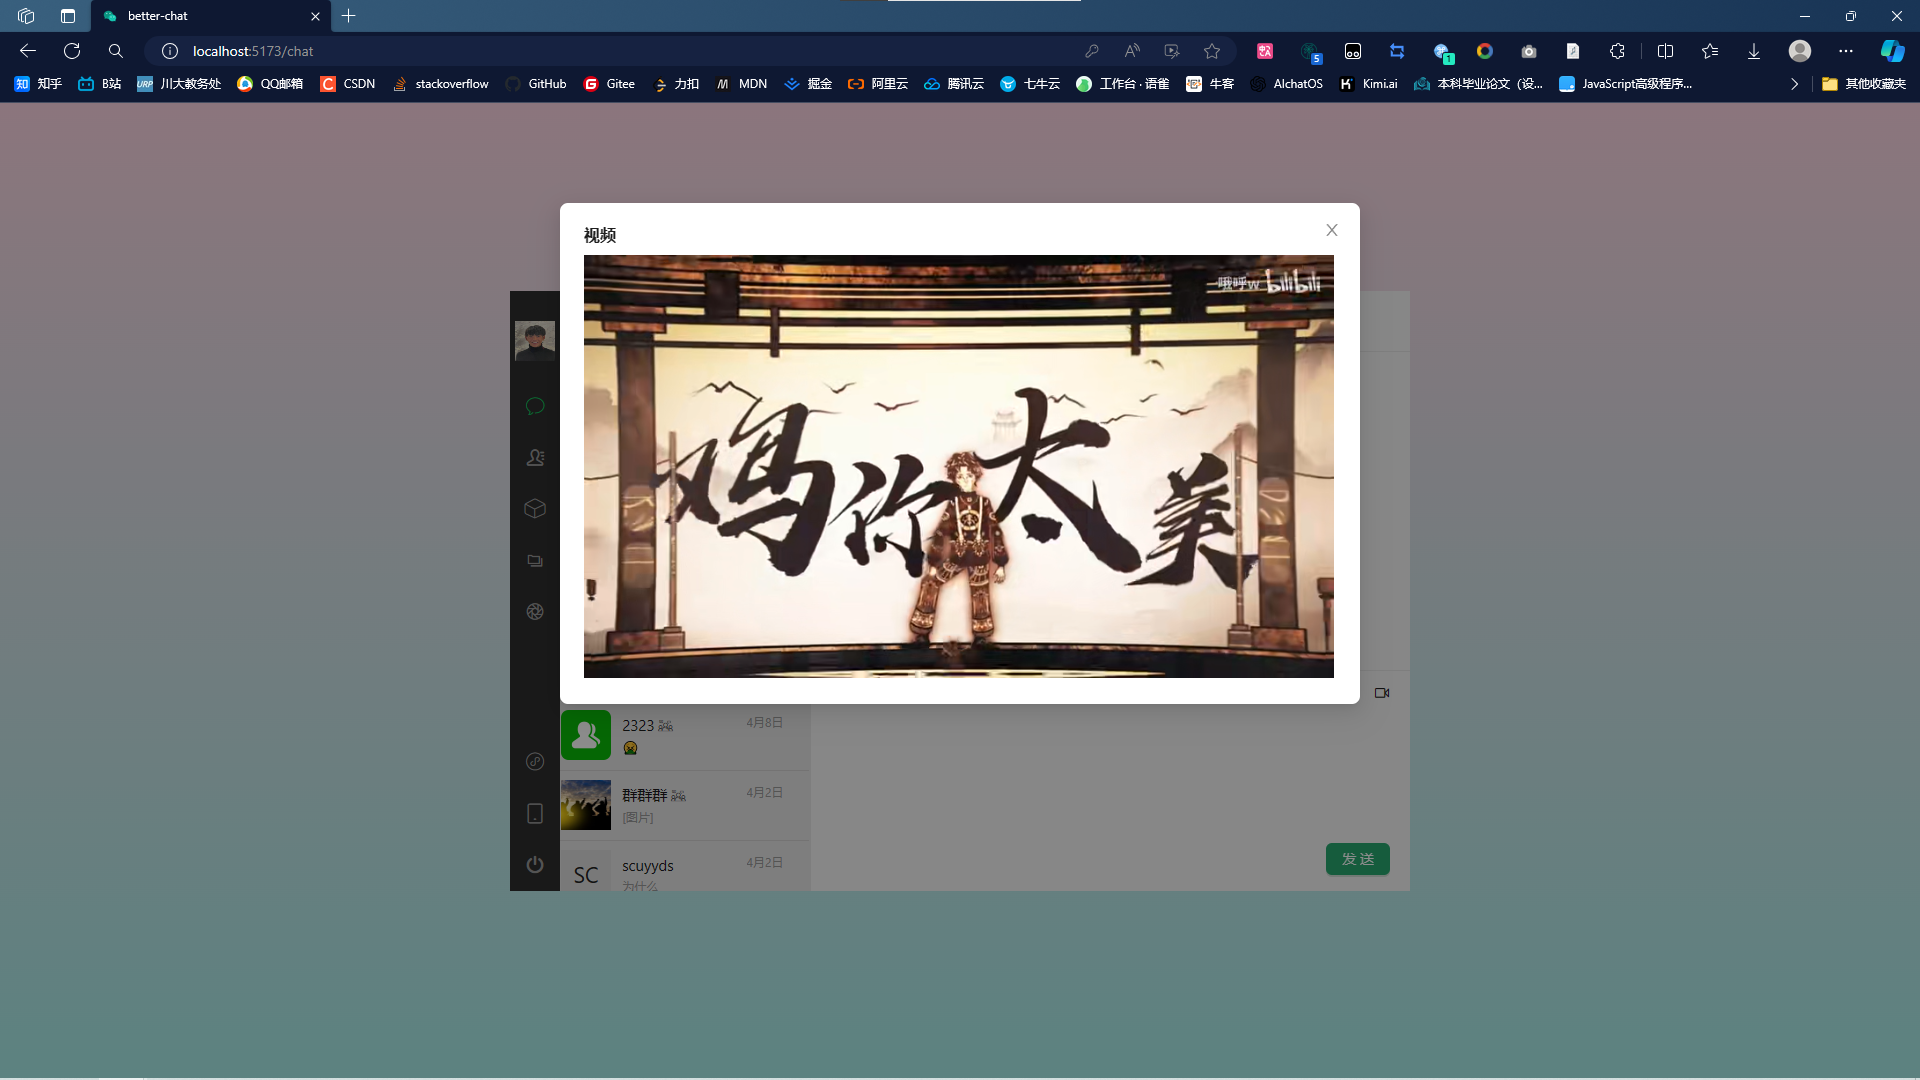 better-chat
localhost:5173/chat
5
1
知 知乎
B站
URP 川大教务处
QQ邮箱
C CSDN
stackoverflow
GitHub
G Gitee
力扣
M MDN
掘金
阿里云
腾讯云
七牛云
工作台 · 语雀
牛客
AIchatOS
K Kimi.ai
本科毕业论文（设...
JavaScript高级程序...
其他收藏夹
视频
哦呼w bilibili
鸡你太美
2323
4月8日
群群群
4月2日
[图片]
SC
scuyyds
4月2日
为什么
发 送